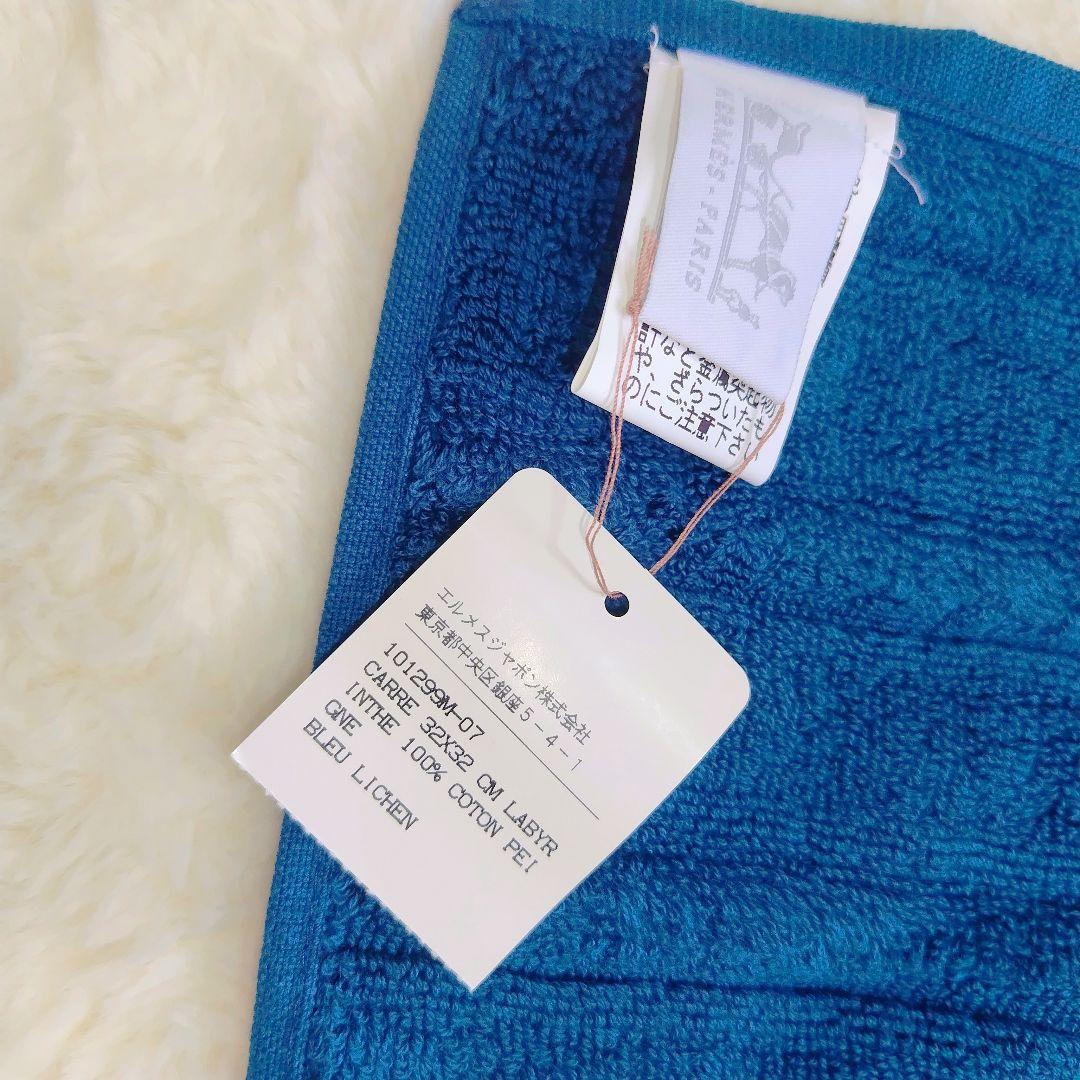 HERMÈS - PARIS
計など金属突起物
や、ざらついたも
のにご注意下さい
エルメスジャポン株式会社
東京都中央区銀座5-4-1
101299M-07
CARRE 32X32 CM LABYR
INTHE 100% COTON PEI
GNE
BLEU LICHEN